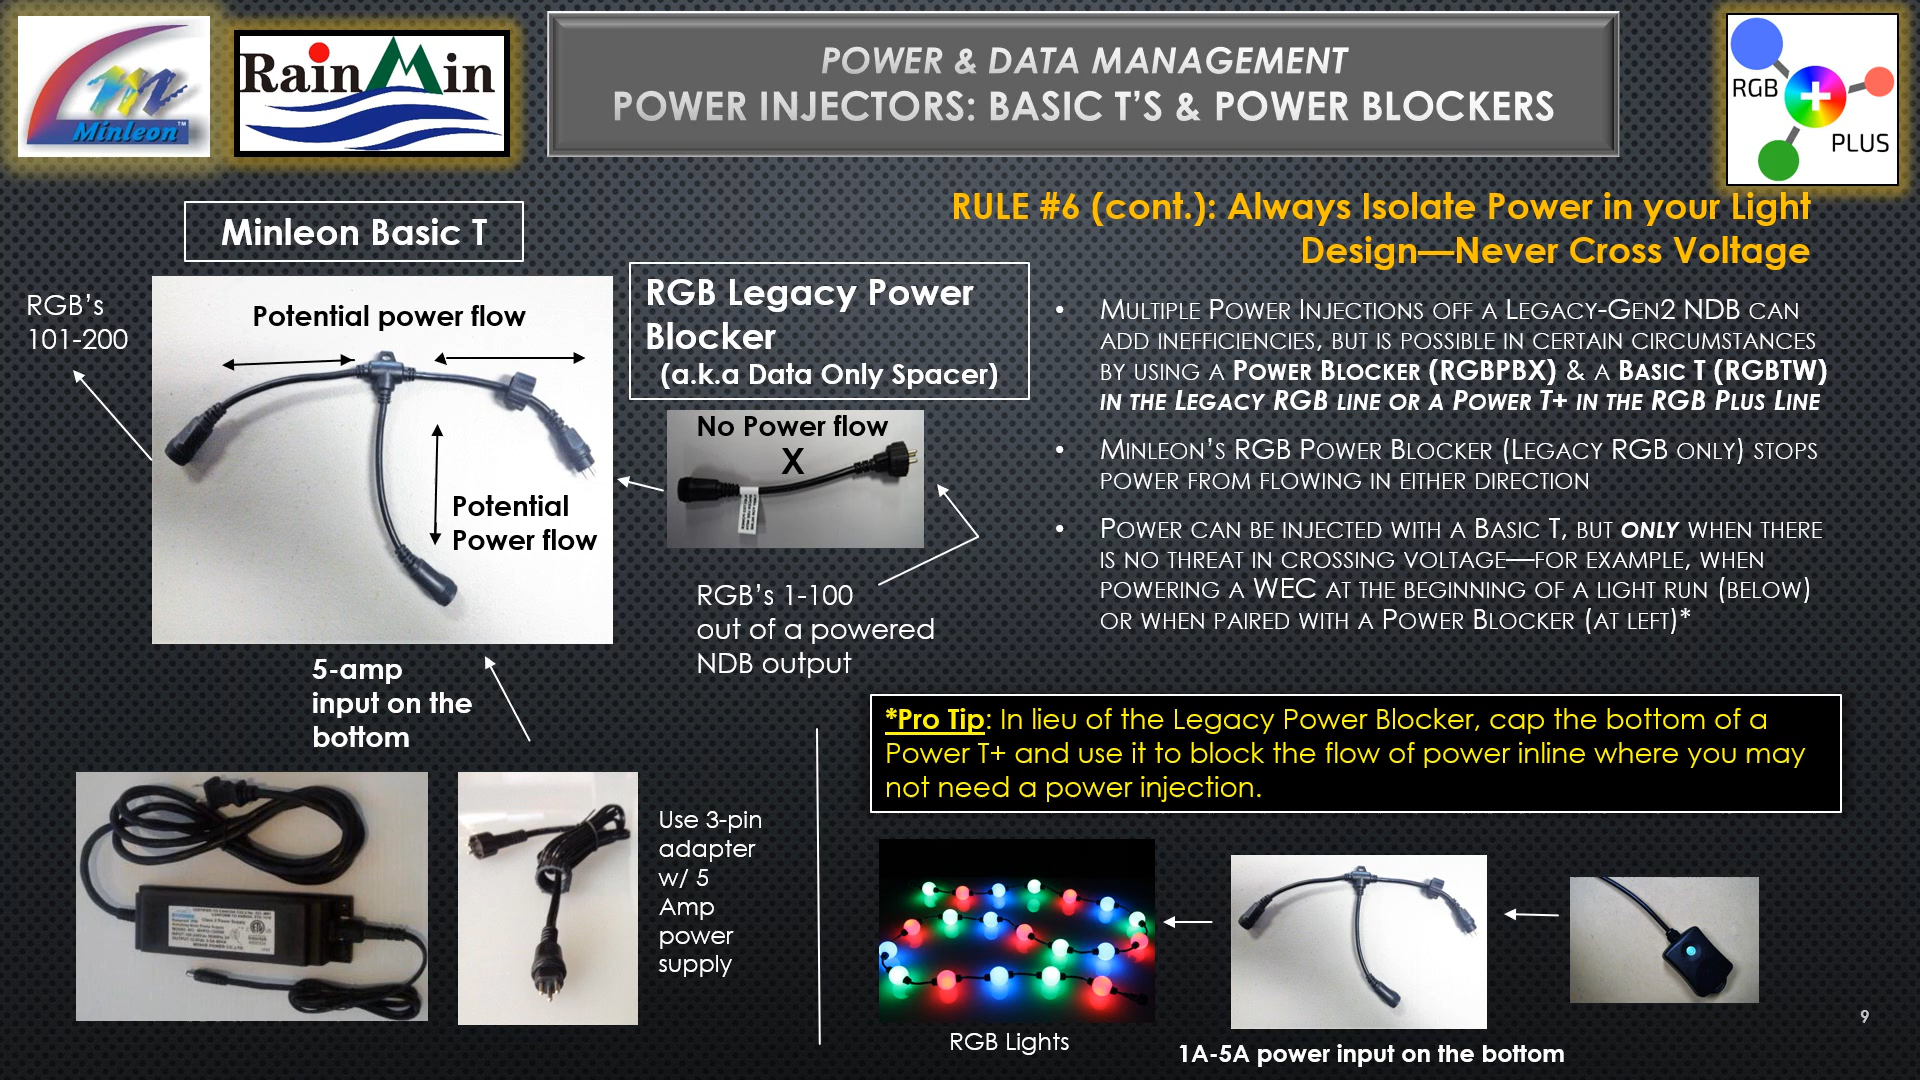 Minleon™
RainMin
POWER & DATA MANAGEMENT
POWER INJECTORS: BASIC T'S & POWER BLOCKERS
RGB
PLUS
RULE #6 (cont.): Always Isolate Power in your Light
Design—Never Cross Voltage
Minleon Basic T
RGB's
101-200
Potential power flow
Potential
Power flow
RGB Legacy Power
Blocker
(a.k.a Data Only Spacer)
No Power flow
X
RGB's 1-100
out of a powered
NDB output
5-amp
input on the
bottom
Use 3-pin
adapter
w/ 5
Amp
power
supply
• Multiple Power Injections off a Legacy-Gen2 NDB can
add inefficiencies, but is possible in certain circumstances
by using a Power Blocker (RGBPBX) & a Basic T (RGBTW)
in the Legacy RGB line or a Power T+ in the RGB Plus Line
• Minleon's RGB Power Blocker (Legacy RGB only) stops
power from flowing in either direction
• Power can be injected with a Basic T, but only when there
is no threat in crossing voltage—for example, when
powering a WEC at the beginning of a light run (below)
or when paired with a Power Blocker (at left)*
*Pro Tip: In lieu of the Legacy Power Blocker, cap the bottom of a
Power T+ and use it to block the flow of power inline where you may
not need a power injection.
RGB Lights
1A-5A power input on the bottom
9